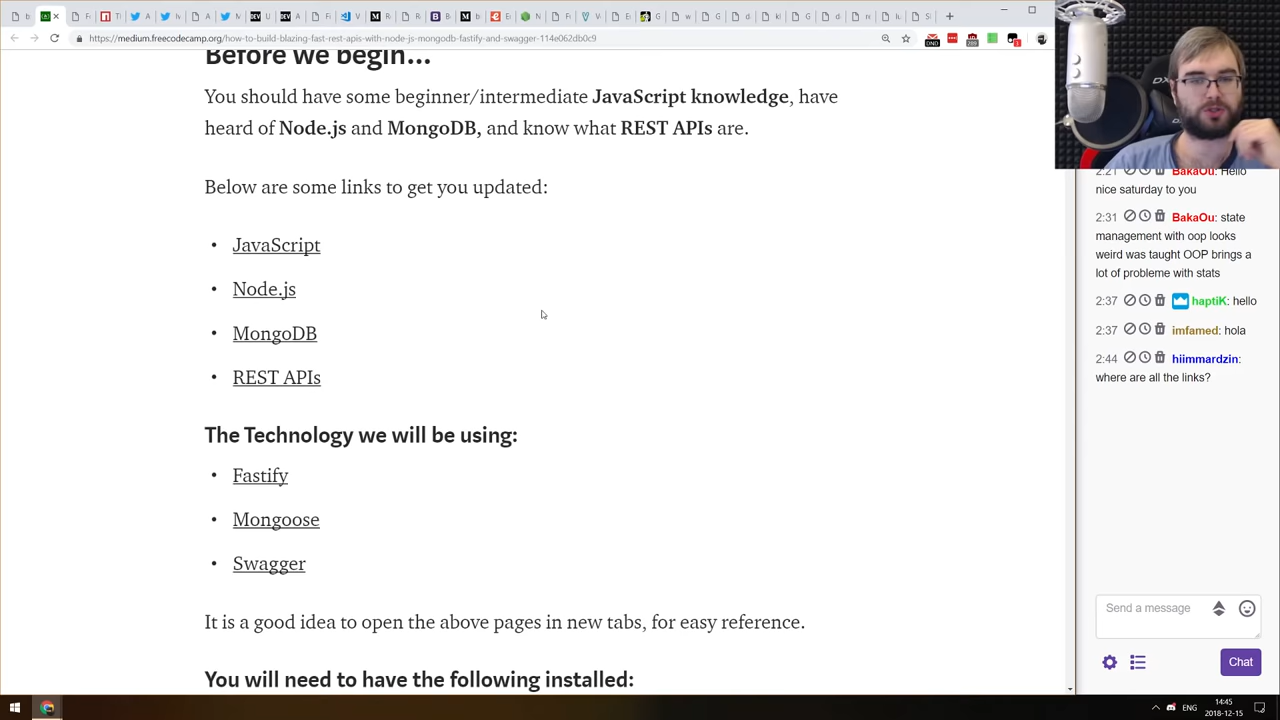 https://medium.freecodecamp.org/how-to-build-blazing-fast-rest-apis-with-node-js-mongodb-fastify-and-swagger-114e062db0c9
Before we begin…
You should have some beginner/intermediate JavaScript knowledge, have
heard of Node.js and MongoDB, and know what REST APIs are.
Below are some links to get you updated:
• JavaScript
• Node.js
• MongoDB
• REST APIs
The Technology we will be using:
• Fastify
• Mongoose
• Swagger
It is a good idea to open the above pages in new tabs, for easy reference.
You will need to have the following installed:
2:21 BakaOu: Hello
nice saturday to you
2:31 BakaOu: state
management with oop looks
weird was taught OOP brings a
lot of probleme with stats
2:37 haptiK: hello
2:37 imfamed: hola
2:44 hiimmardzin:
where are all the links?
Send a message
Chat
ENG
14:45
2018-12-15